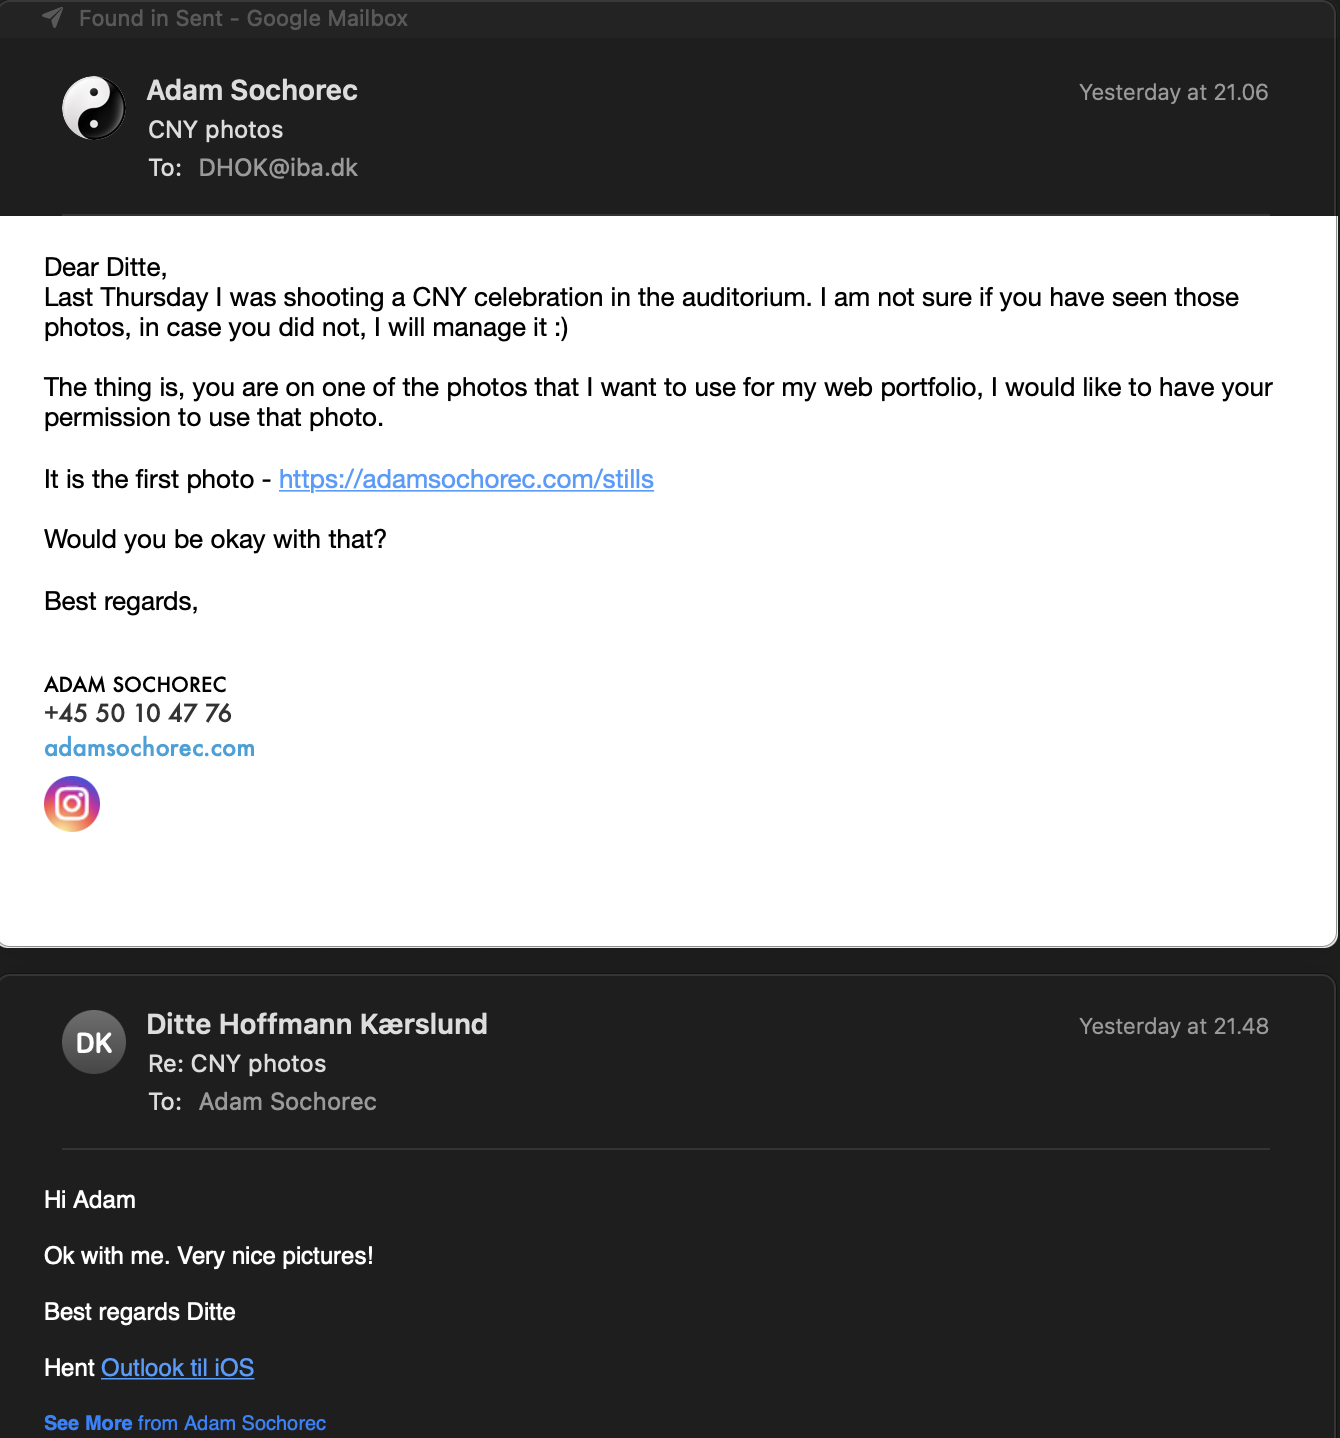 Found in Sent - Google Mailbox
Adam Sochorec
Yesterday at 21.06
CNY photos
To: DHOK@iba.dk
Dear Ditte,
Last Thursday I was shooting a CNY celebration in the auditorium. I am not sure if you have seen those
photos, in case you did not, I will manage it :)
The thing is, you are on one of the photos that I want to use for my web portfolio, I would like to have your
permission to use that photo.
It is the first photo - https://adamsochorec.com/stills
Would you be okay with that?
Best regards,
ADAM SOCHOREC
+45 50 10 47 76
adamsochorec.com
DK
Ditte Hoffmann Kærslund
Yesterday at 21.48
Re: CNY photos
To: Adam Sochorec
Hi Adam
Ok with me. Very nice pictures!
Best regards Ditte
Hent Outlook til iOS
See More from Adam Sochorec